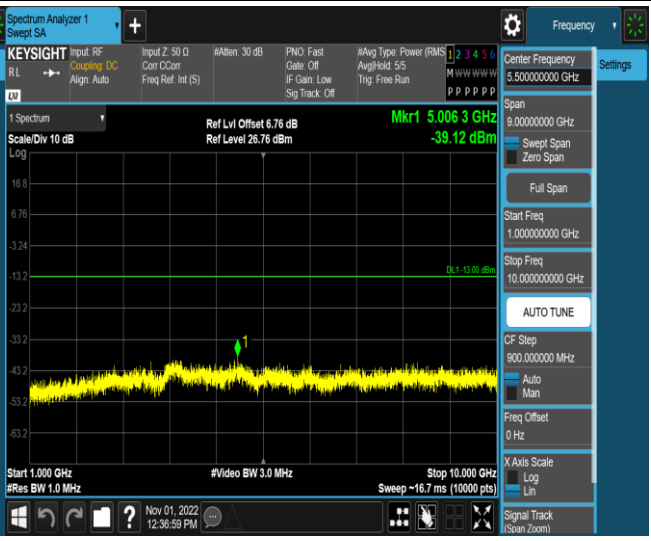 Spectrum Analyzer 1
Swept SA
Frequency
KEYSIGHT
RL
Input: RF
Coupling: DC
Align: Auto
Input Z: 50 Ω
Corr CCorr
Freq Ref: Int (S)
#Atten: 30 dB
PNO: Fast
Gate: Off
IF Gain: Low
Sig Track: Off
#Avg Type: Power (RMS
Avg|Hold: 5/5
Trig: Free Run
1 2 3 4 5 6
M W W W W W
P P P P P P
LXI
1 Spectrum
Scale/Div 10 dB
Ref Lvl Offset 6.76 dB
Ref Level 26.76 dBm
Mkr1 5.006 3 GHz
-39.12 dBm
Log
16.8
6.76
-3.24
-13.2
-23.2
-33.2
-43.2
-53.2
-63.2
DL1 -13.00 dBm
1
Start 1.000 GHz
#Res BW 1.0 MHz
#Video BW 3.0 MHz
Stop 10.000 GHz
Sweep ~16.7 ms (10000 pts)
Nov 01, 2022
12:36:59 PM
Center Frequency
5.500000000 GHz
Span
9.00000000 GHz
Swept Span
Zero Span
Full Span
Start Freq
1.000000000 GHz
Stop Freq
10.000000000 GHz
AUTO TUNE
CF Step
900.000000 MHz
Auto
Man
Freq Offset
0 Hz
X Axis Scale
Log
Lin
Signal Track
(Span Zoom)
Settings